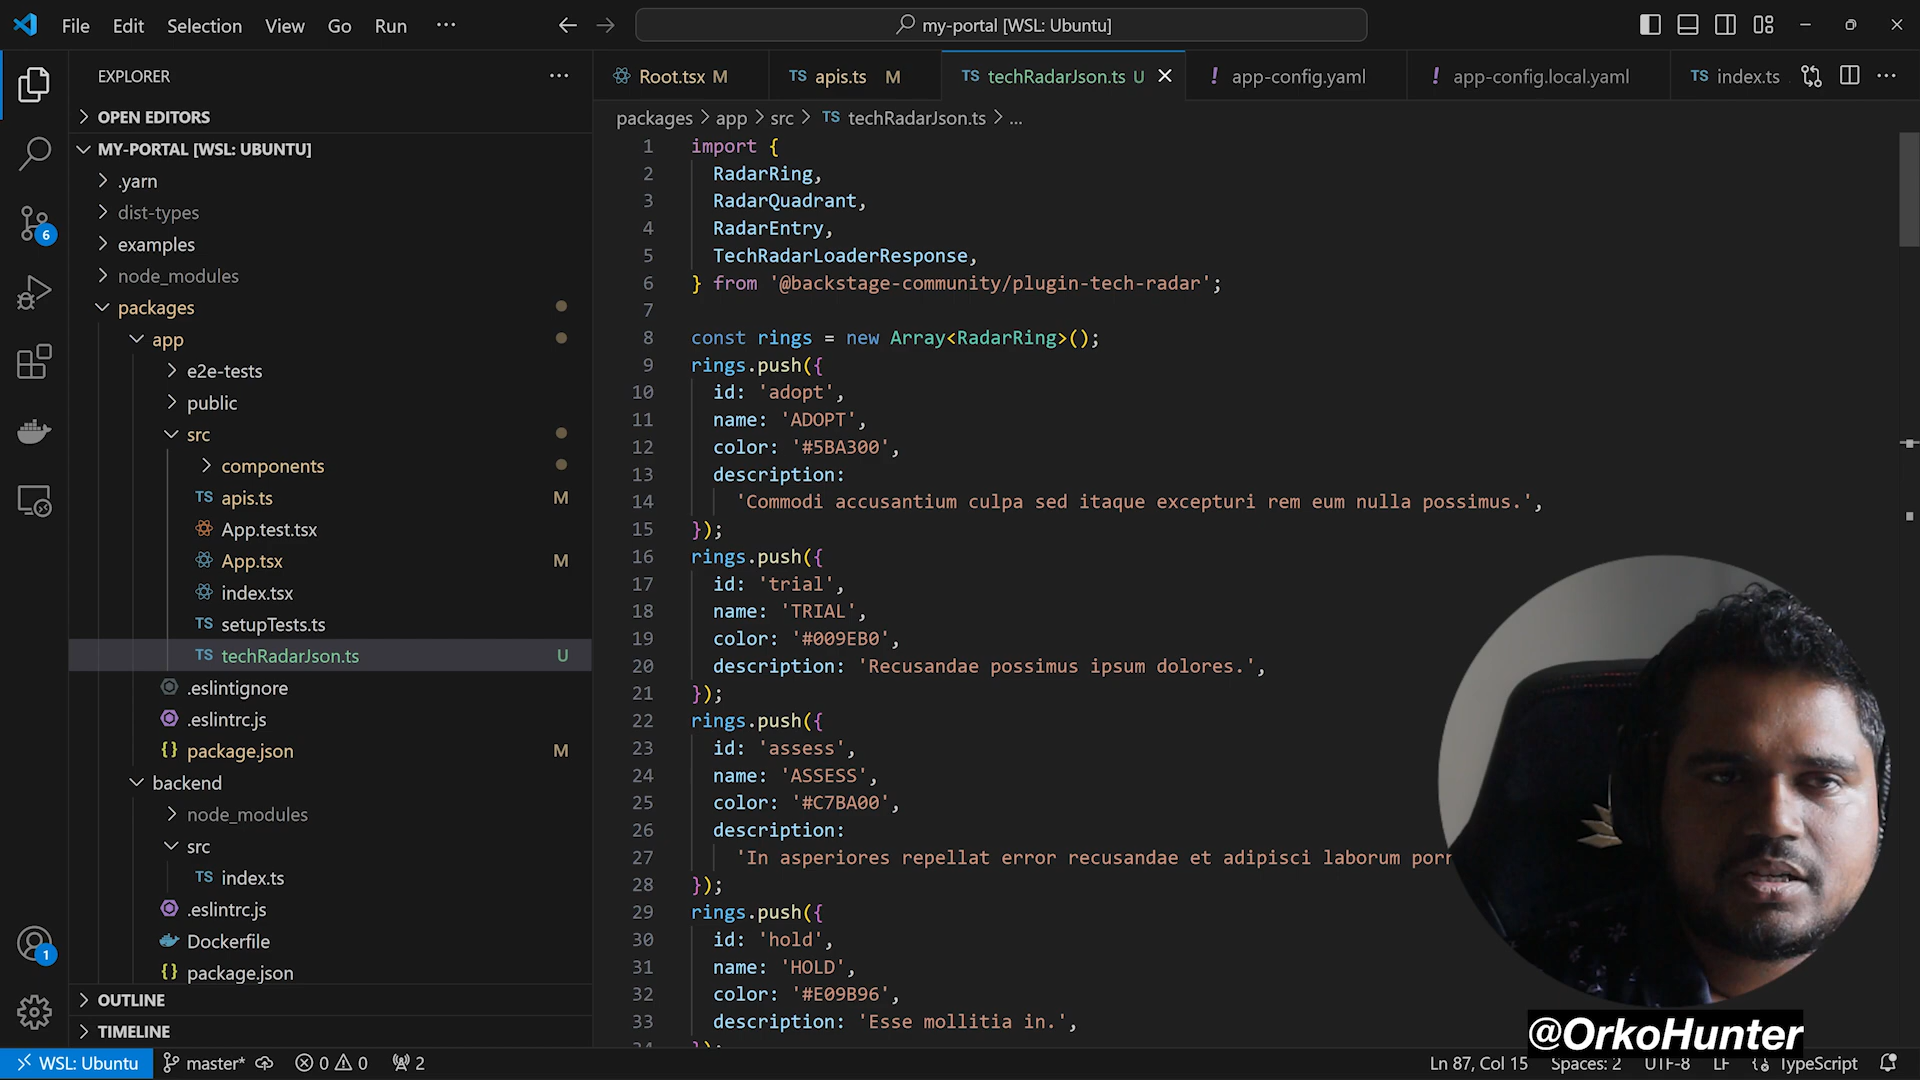 File Edit Selection View Go Run ···
my-portal [WSL: Ubuntu]
EXPLORER
OPEN EDITORS
MY-PORTAL [WSL: UBUNTU]
.yarn
dist-types
examples
node_modules
packages
app
e2e-tests
public
src
components
TS apis.ts M
App.test.tsx
App.tsx M
index.tsx
TS setupTests.ts
TS techRadarJson.ts U
.eslintignore
.eslintrc.js
{} package.json M
backend
node_modules
src
TS index.ts
.eslintrc.js
Dockerfile
{} package.json
OUTLINE
TIMELINE
6
1
Root.tsx M TS apis.ts M TS techRadarJson.ts U ! app-config.yaml ! app-config.local.yaml TS index.ts
packages > app > src > TS techRadarJson.ts > ...
1 import {
2 RadarRing,
3 RadarQuadrant,
4 RadarEntry,
5 TechRadarLoaderResponse,
6 } from '@backstage-community/plugin-tech-radar';
7
8 const rings = new Array<RadarRing>();
9 rings.push({
10 id: 'adopt',
11 name: 'ADOPT',
12 color: '#5BA300',
13 description:
14 'Commodi accusantium culpa sed itaque excepturi rem eum nulla possimus.',
15 });
16 rings.push({
17 id: 'trial',
18 name: 'TRIAL',
19 color: '#009EB0',
20 description: 'Recusandae possimus ipsum dolores.',
21 });
22 rings.push({
23 id: 'assess',
24 name: 'ASSESS',
25 color: '#C7BA00',
26 description:
27 'In asperiores repellat error recusandae et adipisci laborum porr
28 });
29 rings.push({
30 id: 'hold',
31 name: 'HOLD',
32 color: '#E09B96',
33 description: 'Esse mollitia in.',
@OrkoHunter
WSL: Ubuntu master* 0 0 2 Ln 87, Col 15 Spaces: 2 UTF-8 LF TypeScript